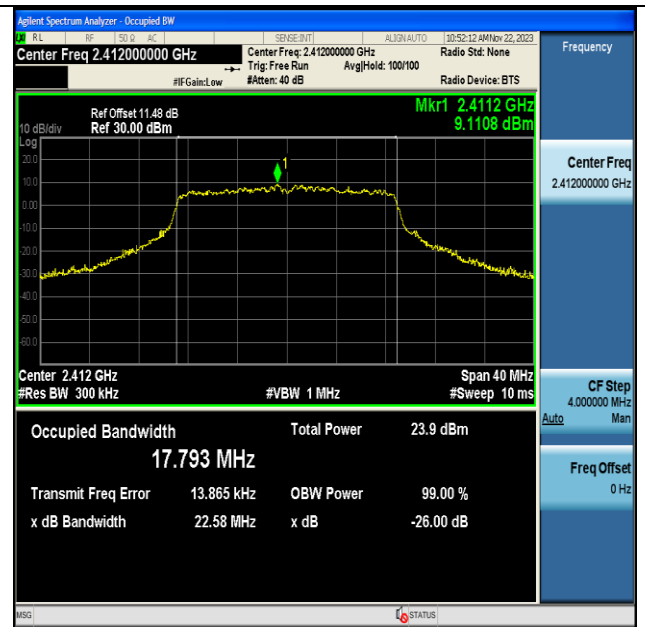 Agilent Spectrum Analyzer - Occupied BW
LXI RL RF 50 Ω AC SENSE:INT ALIGN AUTO 10:52:12 AM Nov 22, 2023
Center Freq 2.412000000 GHz
Center Freq: 2.412000000 GHz
Radio Std: None
Trig: Free Run Avg|Hold: 100/100
#IFGain:Low #Atten: 40 dB Radio Device: BTS
Frequency
Ref Offset 11.48 dB
Mkr1 2.4112 GHz
10 dB/div Ref 30.00 dBm 9.1108 dBm
Log
20.0
10.0
0.00
-10.0
-20.0
-30.0
-40.0
-50.0
-60.0
1
Center Freq
2.412000000 GHz
Center 2.412 GHz Span 40 MHz
#Res BW 300 kHz #VBW 1 MHz #Sweep 10 ms
CF Step
4.000000 MHz
Auto Man
Occupied Bandwidth Total Power 23.9 dBm
17.793 MHz
Transmit Freq Error 13.865 kHz OBW Power 99.00 %
x dB Bandwidth 22.58 MHz x dB -26.00 dB
Freq Offset
0 Hz
MSG STATUS